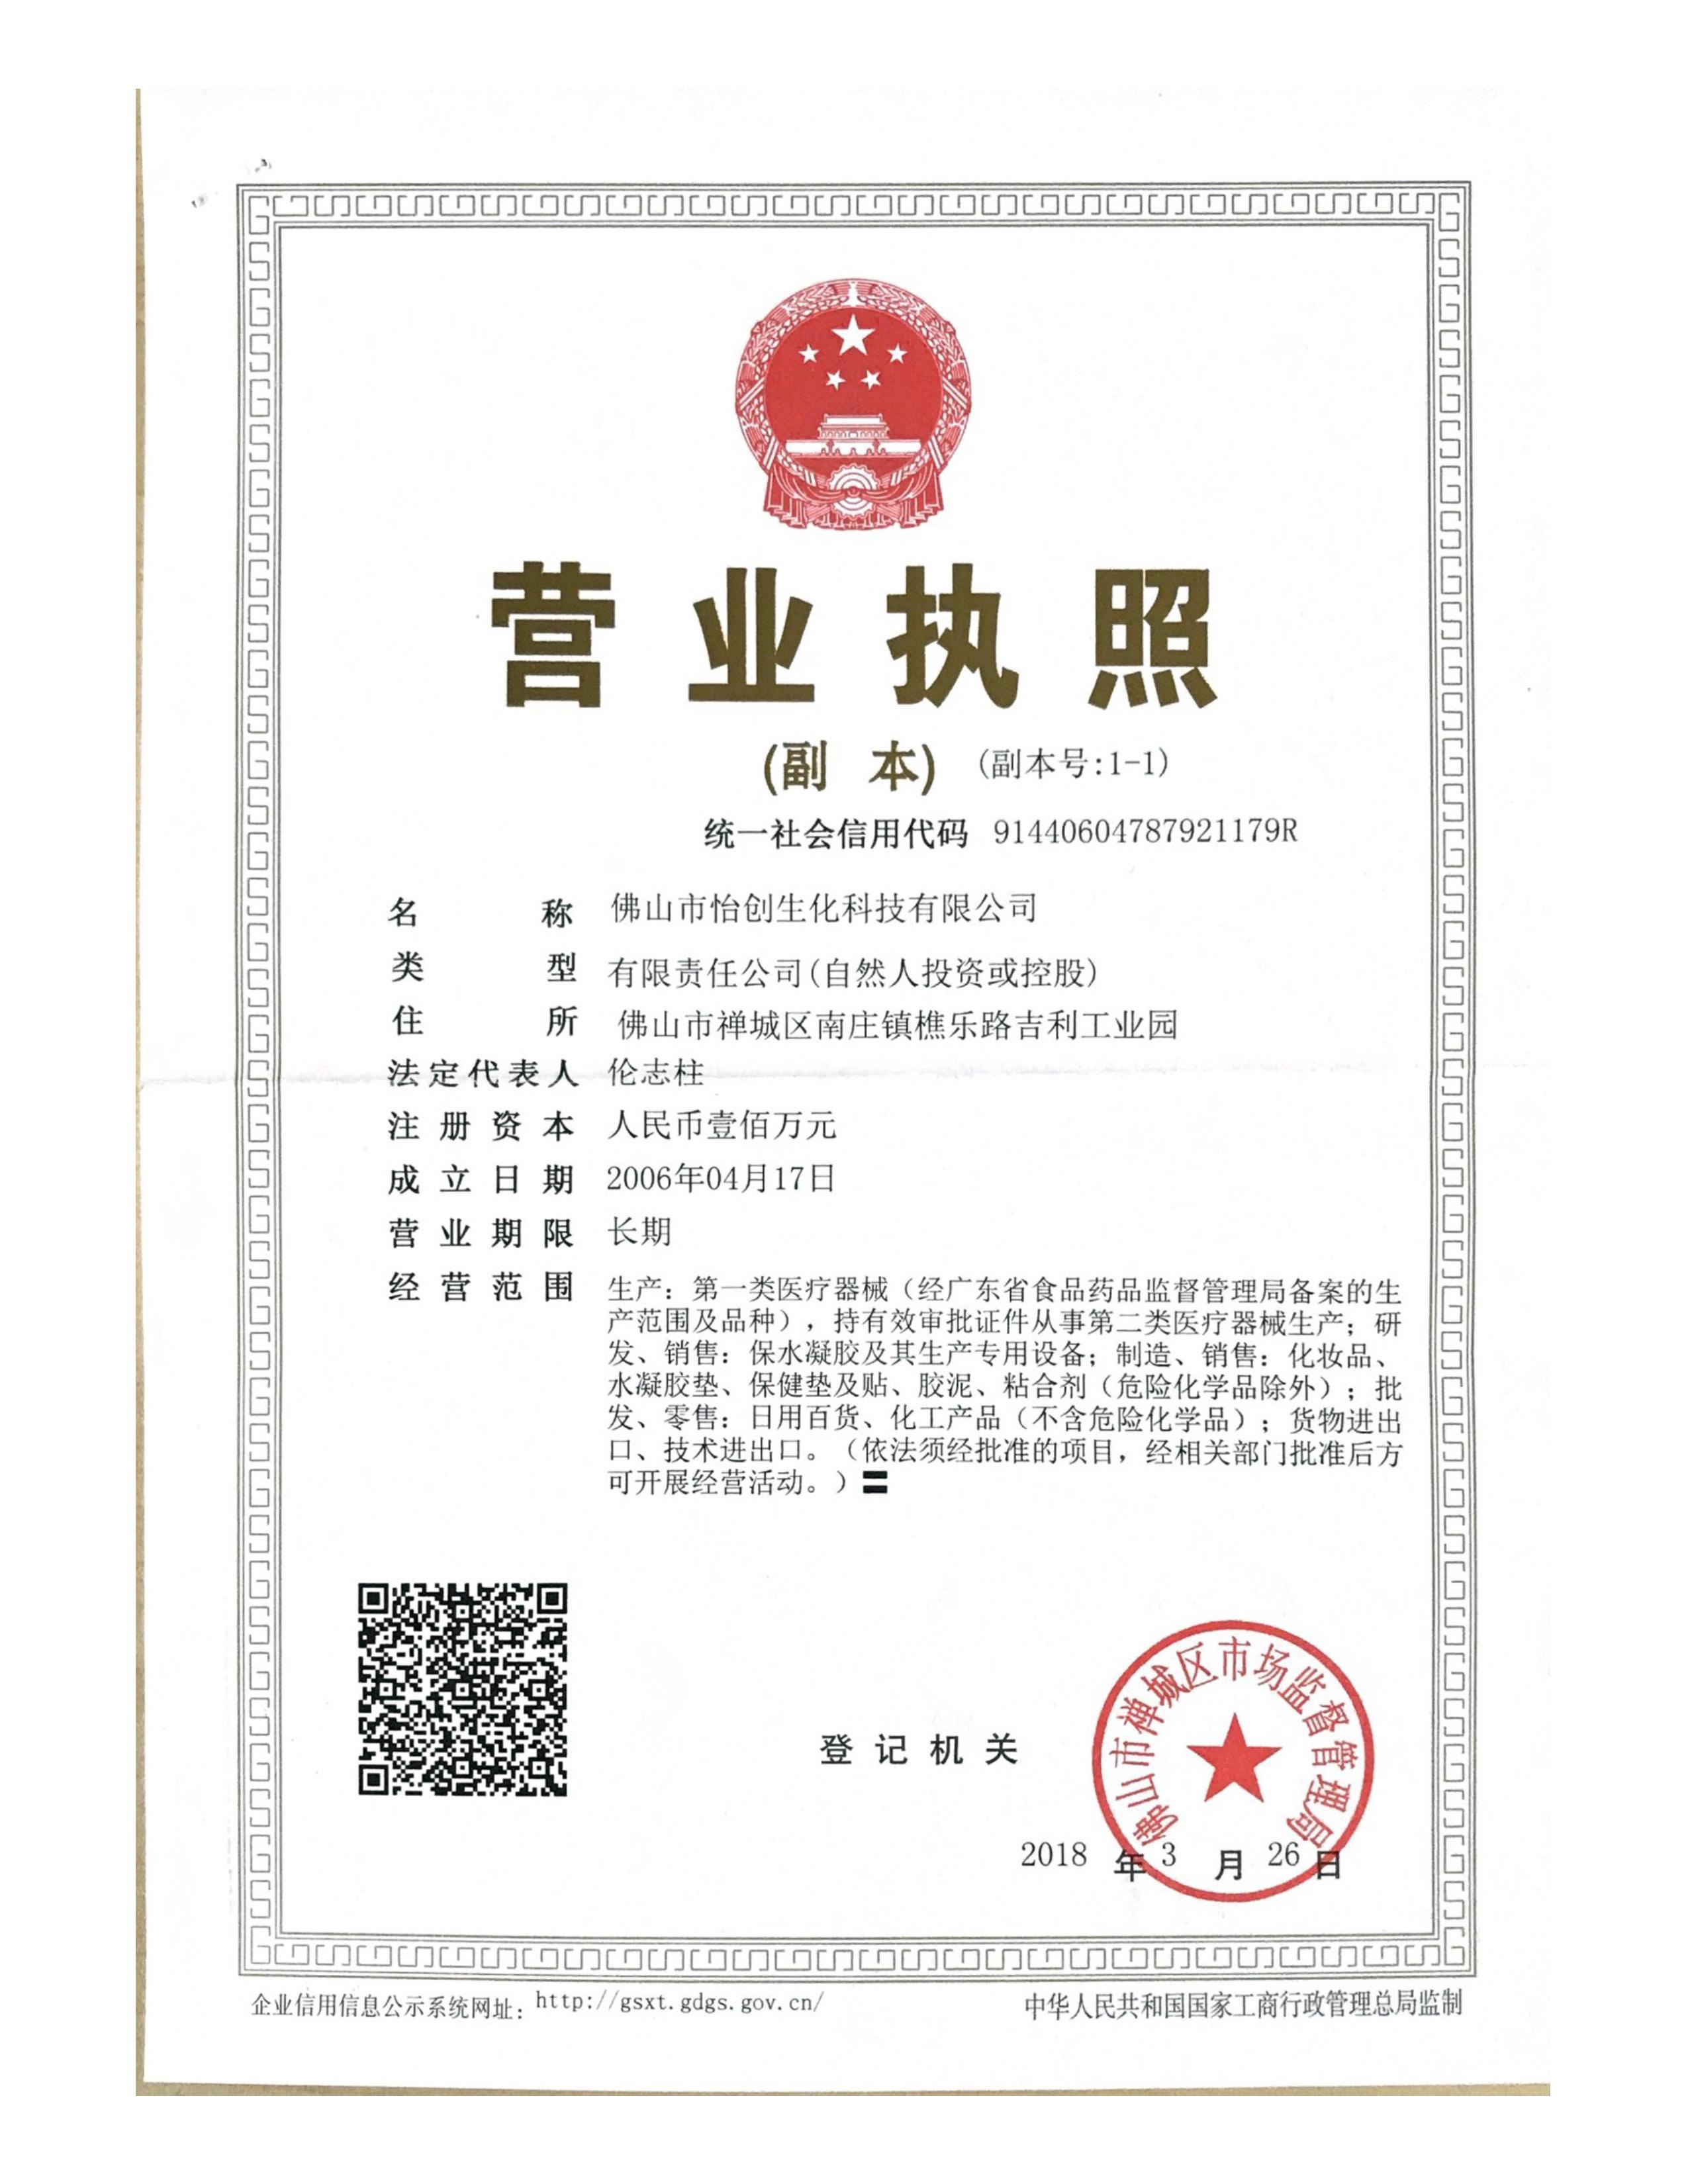 营业执照
(副 本) (副本号:1-1)
统一社会信用代码 91440604787921179R
名称 佛山市怡创生化科技有限公司
类型 有限责任公司(自然人投资或控股)
住所 佛山市禅城区南庄镇樵乐路吉利工业园
法定代表人 伦志柱
注册资本 人民币壹佰万元
成立日期 2006年04月17日
营业期限 长期
经营范围 生产：第一类医疗器械（经广东省食品药品监督管理局备案的生
产范围及品种），持有效审批证件从事第二类医疗器械生产；研
发、销售：保水凝胶及其生产专用设备；制造、销售：化妆品、
水凝胶垫、保健垫及贴、胶泥、粘合剂（危险化学品除外）；批
发、零售：日用百货、化工产品（不含危险化学品）；货物进出
口、技术进出口。（依法须经批准的项目，经相关部门批准后方
可开展经营活动。）〓
登记机关
佛山市禅城区市场监督管理局
2018 年 3 月 26 日
企业信用信息公示系统网址：http://gsxt.gdgs.gov.cn/
中华人民共和国国家工商行政管理总局监制